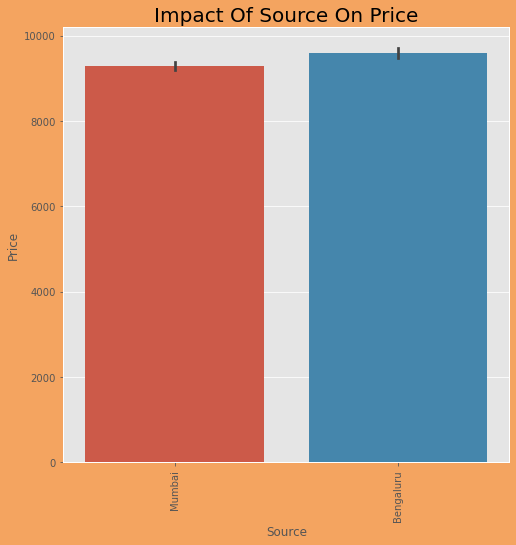 Impact Of Source On Price
10000
8000
6000
4000
2000
0
Price
Mumbai
Bengaluru
Source